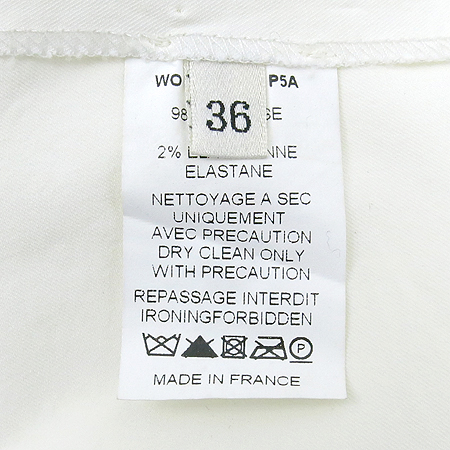 WO P5A
98 SE
36
2% NNE
ELASTANE
NETTOYAGE A SEC
UNIQUEMENT
AVEC PRECAUTION
DRY CLEAN ONLY
WITH PRECAUTION
REPASSAGE INTERDIT
IRONINGFORBIDDEN
P
MADE IN FRANCE